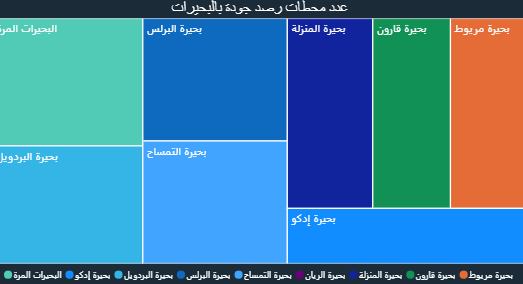 عدد محطات رصد جودة بالبحيرات
البحيرات المرة
بحيرة البرلس
بحيرة المنزلة
بحيرة قارون
بحيرة مريوط
بحيرة البردويل
بحيرة التمساح
بحيرة إدكو
بحيرة مريوط بحيرة قارون بحيرة المنزلة بحيرة الريان بحيرة التمساح بحيرة البرلس بحيرة البردويل بحيرة إدكو البحيرات المرة